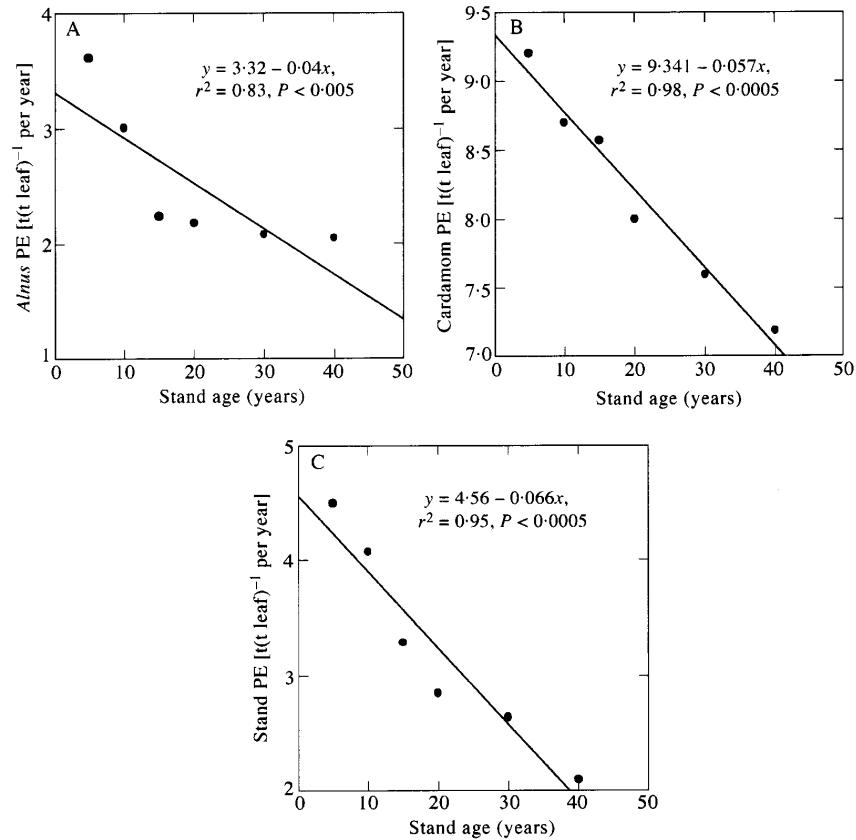 A
Alnus PE [t(t leaf)⁻¹ per year]
4
3
2
1
y = 3·32 – 0·04x,
r² = 0·83, P < 0·005
0 10 20 30 40 50
Stand age (years)
B
Cardamom PE [t(t leaf)⁻¹ per year]
9·5
9·0
8·5
8·0
7·5
7·0
y = 9·341 – 0·057x,
r² = 0·98, P < 0·0005
0 10 20 30 40 50
Stand age (years)
C
Stand PE [t(t leaf)⁻¹ per year]
5
4
3
2
y = 4·56 – 0·066x,
r² = 0·95, P < 0·0005
0 10 20 30 40 50
Stand age (years)